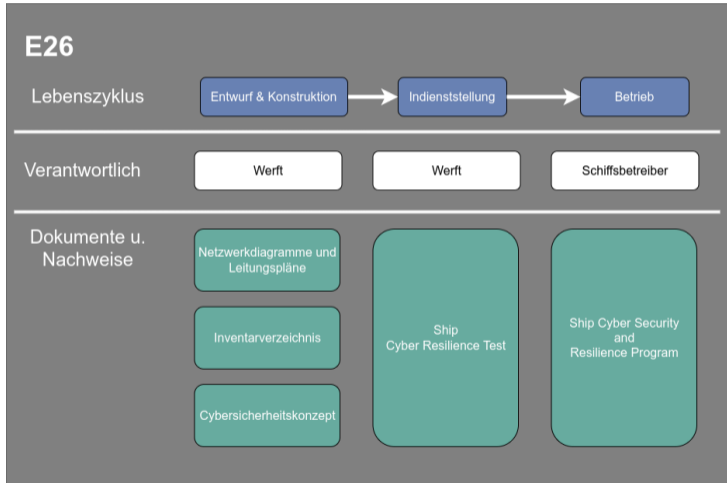 E26
Lebenszyklus
Entwurf & Konstruktion
Indienststellung
Betrieb
Verantwortlich
Werft
Werft
Schiffsbetreiber
Dokumente u.
Nachweise
Netzwerkdiagramme und
Leitungspläne
Inventarverzeichnis
Cybersicherheitskonzept
Ship
Cyber Resilience Test
Ship Cyber Security
and
Resilience Program